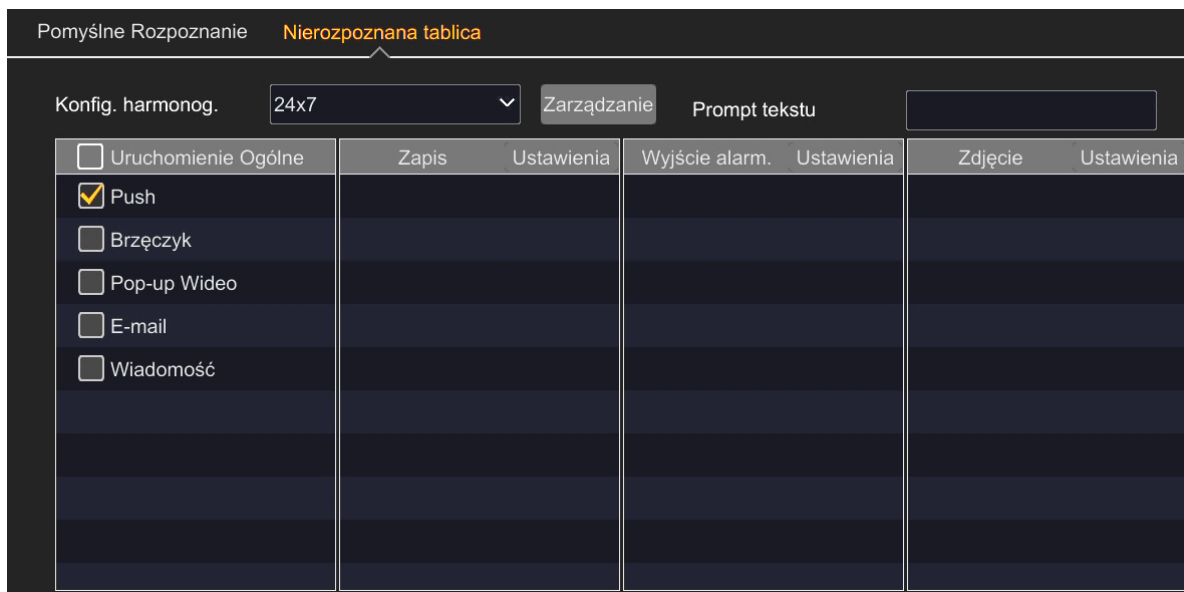 Pomyślne Rozpoznanie Nierozpoznana tablica
Konfig. harmonog. 24x7 Zarządzanie Prompt tekstu
Uruchomienie Ogólne Zapis Ustawienia Wyjście alarm. Ustawienia Zdjęcie Ustawienia
Push
Brzęczyk
Pop-up Wideo
E-mail
Wiadomość